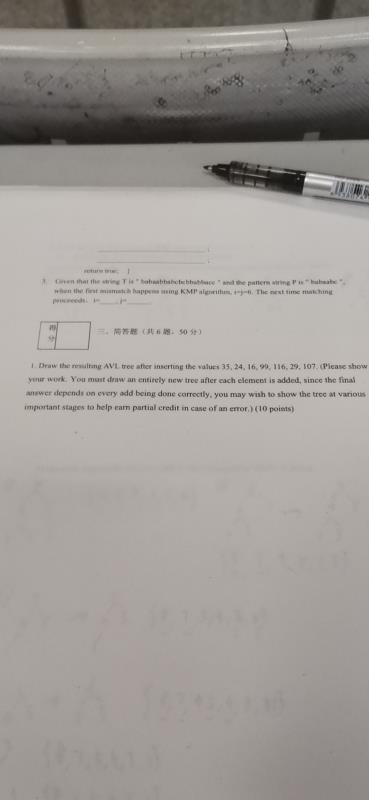 return true; }
3. Given that the string T is " " and the pattern string P is " babaabc ",
when the first mismatch happens using KMP algorithm, i=j=6. The next time matching
proceeds, i=_____, j=_______.
得分
三、简答题（共 6 题，50 分）
1. Draw the resulting AVL tree after inserting the values 35, 24, 16, 99, 116, 29, 107. (Please show
your work. You must draw an entirely new tree after each element is added, since the final
answer depends on every add being done correctly, you may wish to show the tree at various
important stages to help earn partial credit in case of an error.) (10 points)